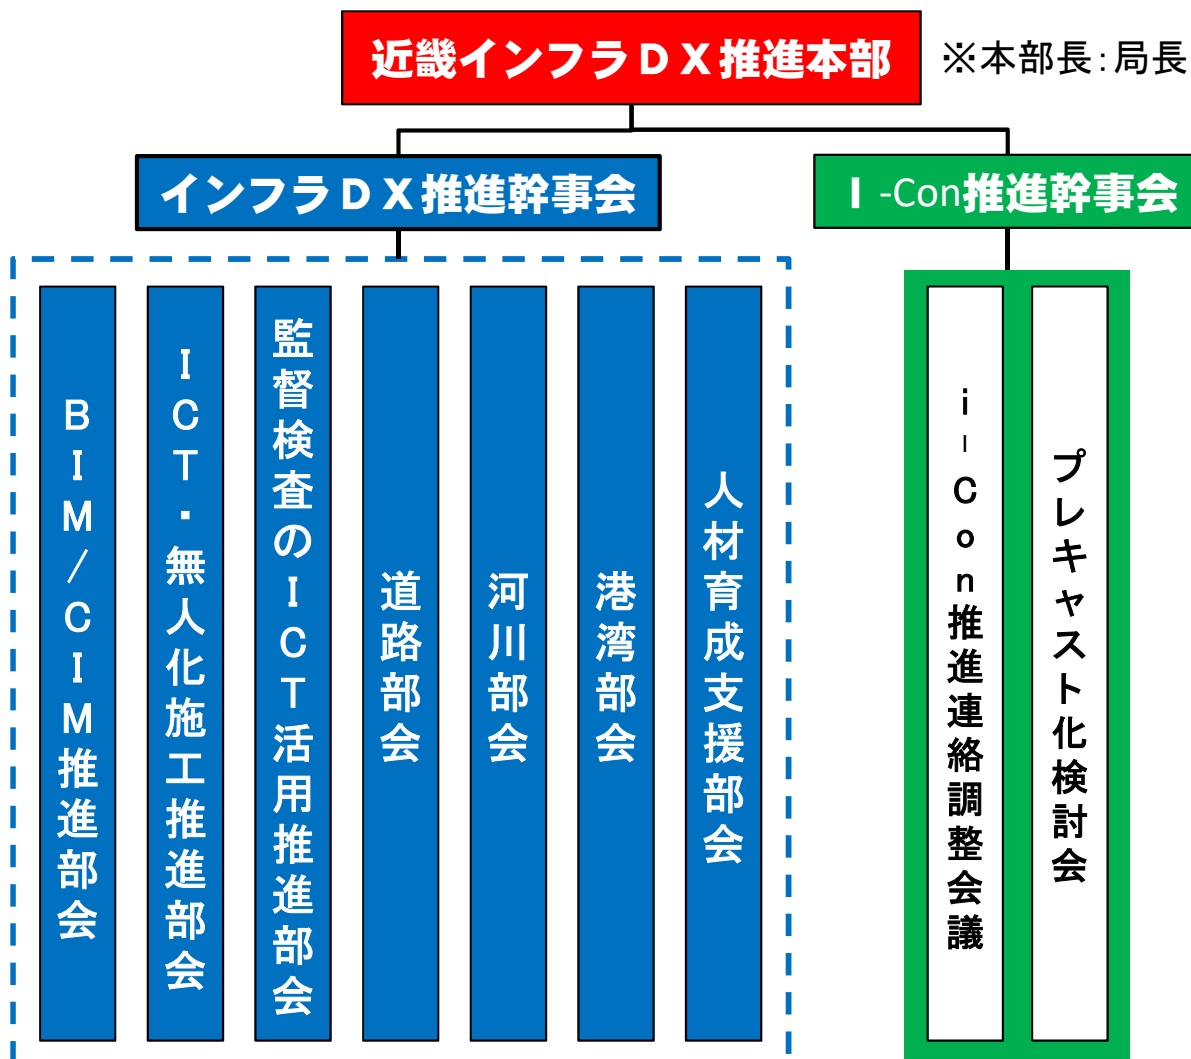 近畿インフラＤＸ推進本部
※本部長：局長
インフラＤＸ推進幹事会
Ｉ-Con推進幹事会
ＢＩＭ/ＣＩＭ推進部会
ＩＣＴ・無人化施工推進部会
監督検査のＩＣＴ活用推進部会
道路部会
河川部会
港湾部会
人材育成支援部会
ｉ-Ｃｏｎ推進連絡調整会議
プレキャスト化検討会